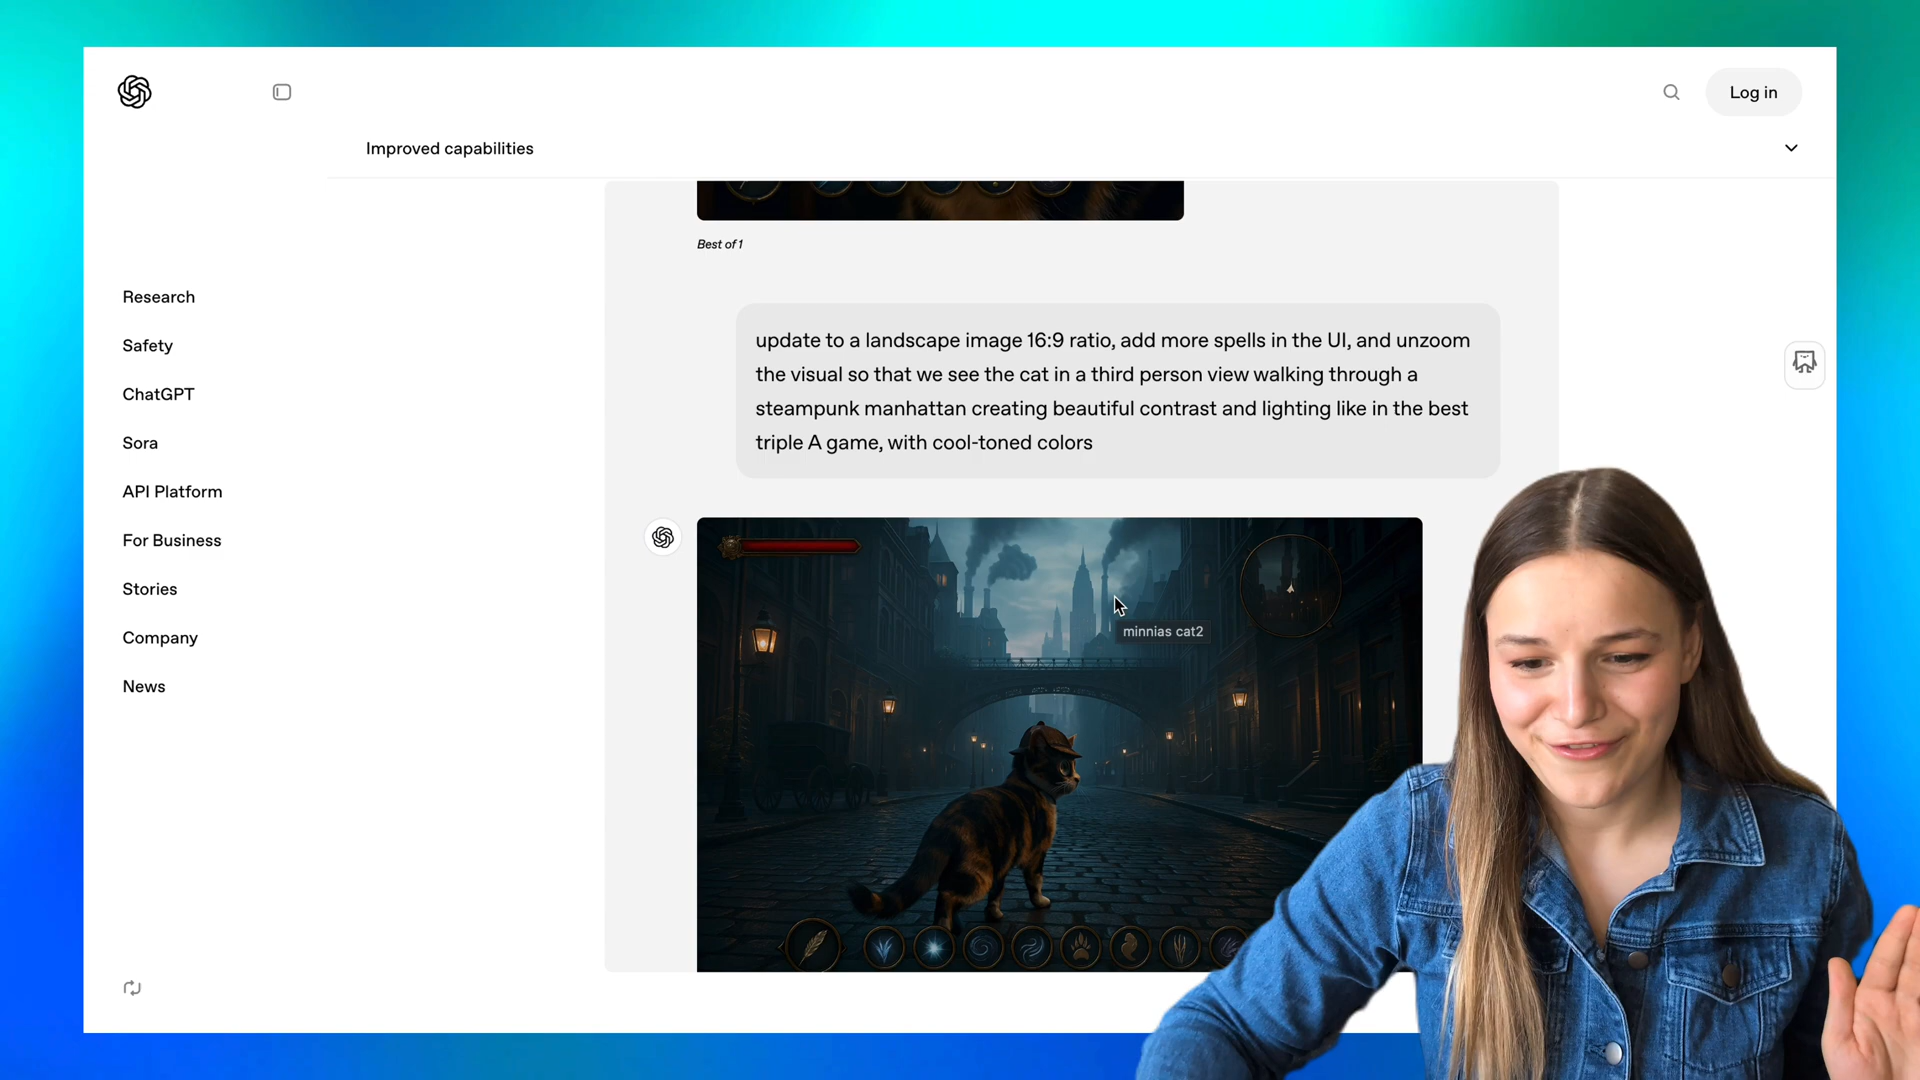 Log in
Improved capabilities
Best of 1
Research
Safety
ChatGPT
Sora
API Platform
For Business
Stories
Company
News
update to a landscape image 16:9 ratio, add more spells in the UI, and unzoom
the visual so that we see the cat in a third person view walking through a
steampunk manhattan creating beautiful contrast and lighting like in the best
triple A game, with cool-toned colors
minnias cat2